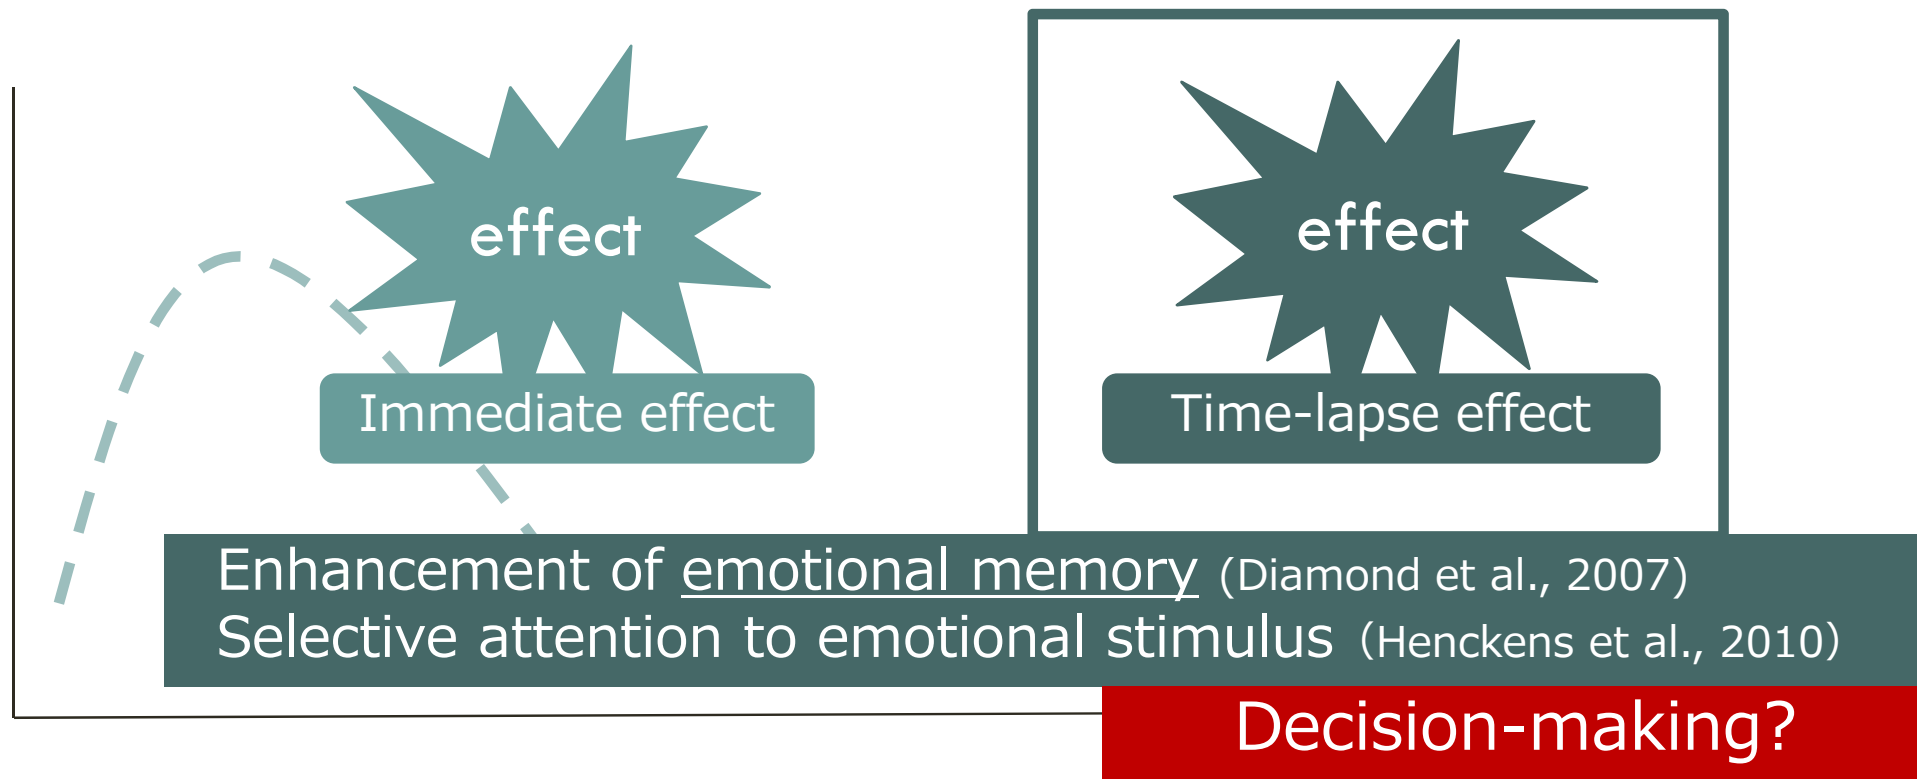 effect
Immediate effect
effect
Time-lapse effect
Enhancement of emotional memory (Diamond et al., 2007)
Selective attention to emotional stimulus (Henckens et al., 2010)
Decision-making?